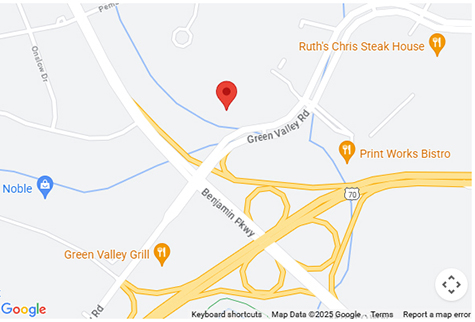 Pem
Onslow Dr
Ruth's Chris Steak House
Green Valley Rd
Print Works Bistro
Noble
70
Benjamin Pkwy
Green Valley Grill
Rd
Google
Keyboard shortcuts
Map Data ©2025 Google
Terms
Report a map error